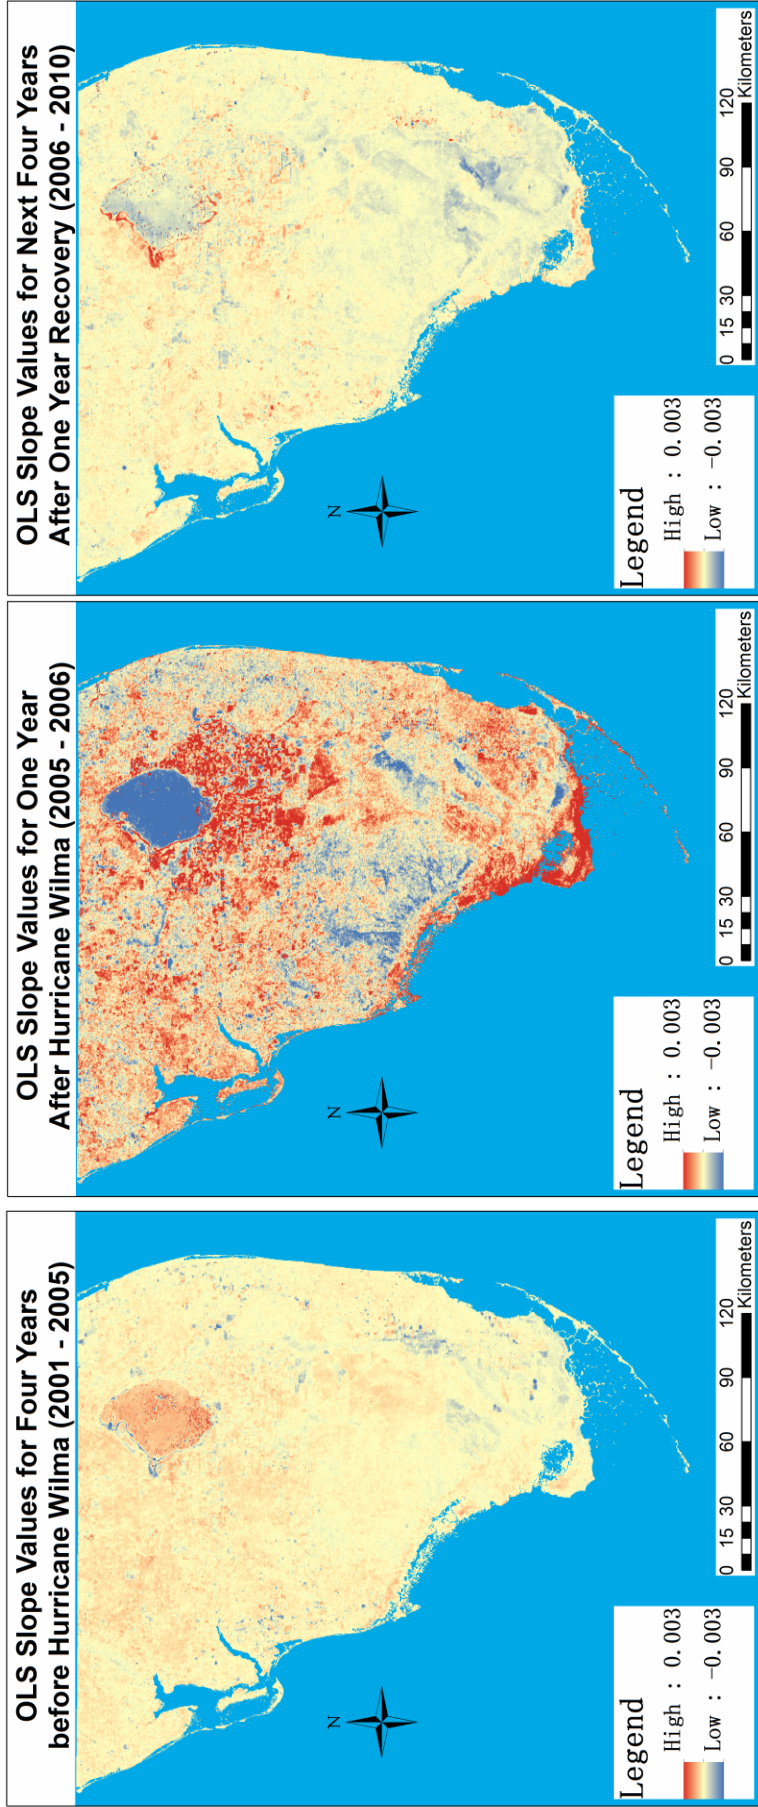 OLS Slope Values for Four Years
before Hurricane Wilma (2001 - 2005)
N
Legend
High : 0.003
Low : -0.003
0 15 30 60 90 120
Kilometers
OLS Slope Values for One Year
After Hurricane Wilma (2005 - 2006)
N
Legend
High : 0.003
Low : -0.003
0 15 30 60 90 120
Kilometers
OLS Slope Values for Next Four Years
After One Year Recovery (2006 - 2010)
N
Legend
High : 0.003
Low : -0.003
0 15 30 60 90 120
Kilometers